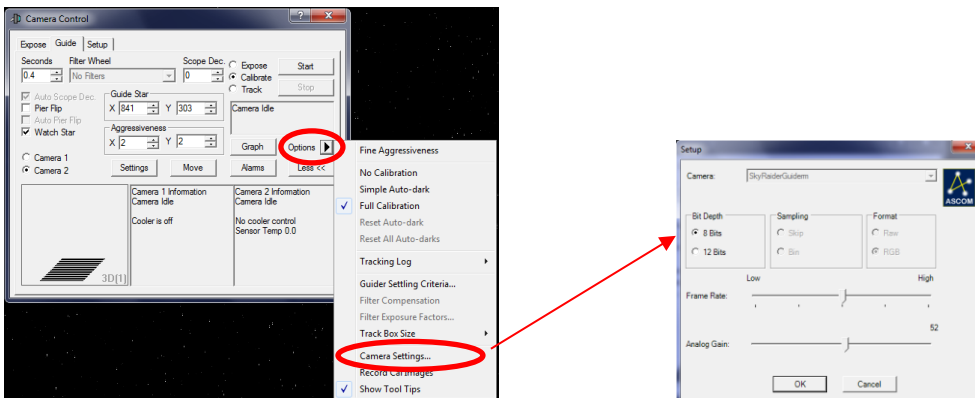 Camera Control
Expose Guide Setup
Seconds Filter Wheel Scope Dec.
0.4 No Filters 0
Expose
Calibrate
Track
Start
Stop
Auto Scope Dec.
Pier Flip
Auto Pier Flip
Watch Star
Guide Star
X 841 Y 303
Aggressiveness
X 2 Y 2
Camera Idle
Graph Options
Camera 1
Camera 2
Settings Move Alarms Less <<
3D[1]
Camera 1 Information
Camera Idle
Cooler is off
Camera 2 Information
Camera Idle
No cooler control
Sensor Temp 0.0
Fine Aggressiveness
No Calibration
Simple Auto-dark
Full Calibration
Reset Auto-dark
Reset All Auto-darks
Tracking Log
Guider Settling Criteria...
Filter Compensation
Filter Exposure Factors...
Track Box Size
Camera Settings...
Record Cal Images
Show Tool Tips
Setup
Camera: SkyRaiderGuiderm
ASCOM
Bit Depth Sampling Format
8 Bits Skip Raw
12 Bits Bin RGB
Low High
Frame Rate:
52
Analog Gain:
OK Cancel